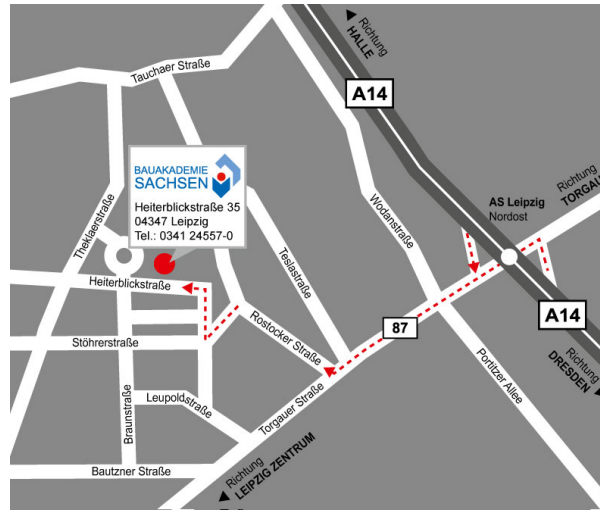 Richtung
HALLE
Tauchaer Straße
A14
BAUAKADEMIE
SACHSEN
Heiterblickstraße 35
04347 Leipzig
Tel.: 0341 24557-0
Richtung
TORGAU
AS Leipzig
Nordost
Wodanstraße
Theklaerstraße
Teslastraße
Heiterblickstraße
A14
87
Rostocker Straße
Stöhrerstraße
Richtung
DRESDEN
Portitzer Allee
Leupoldstraße
Braunstraße
Torgauer Straße
Bautzner Straße
Richtung
LEIPZIG ZENTRUM